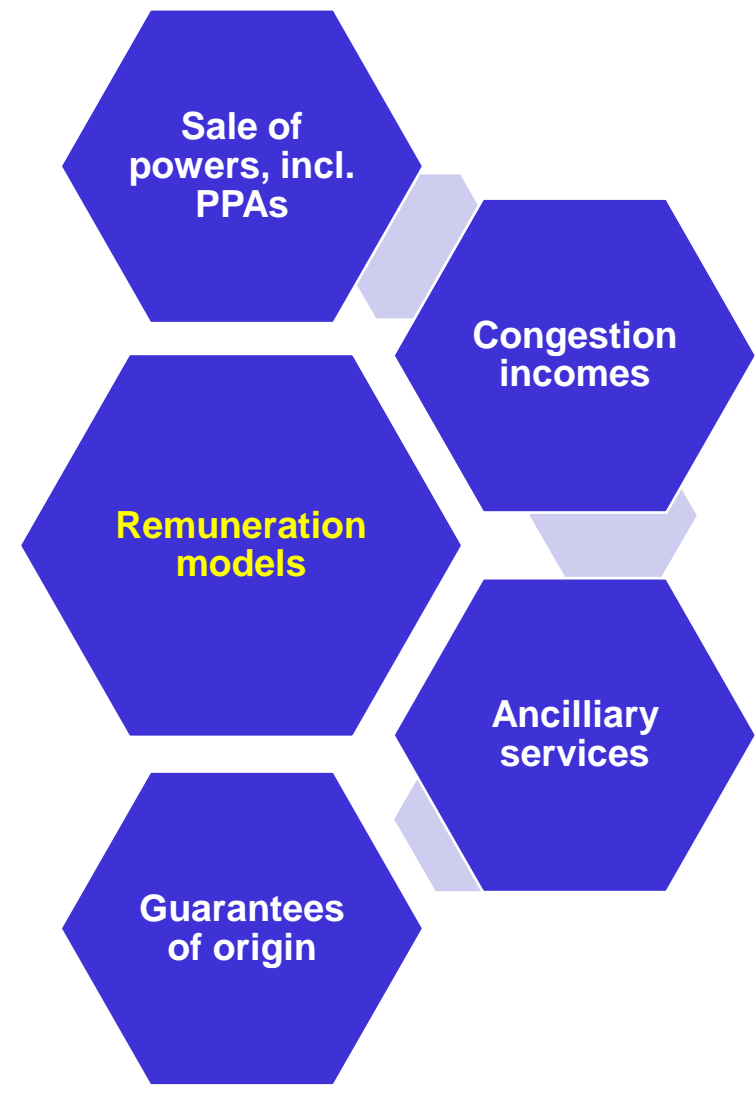 Sale of
powers, incl.
PPAs
Congestion
incomes
Remuneration
models
Ancilliary
services
Guarantees
of origin